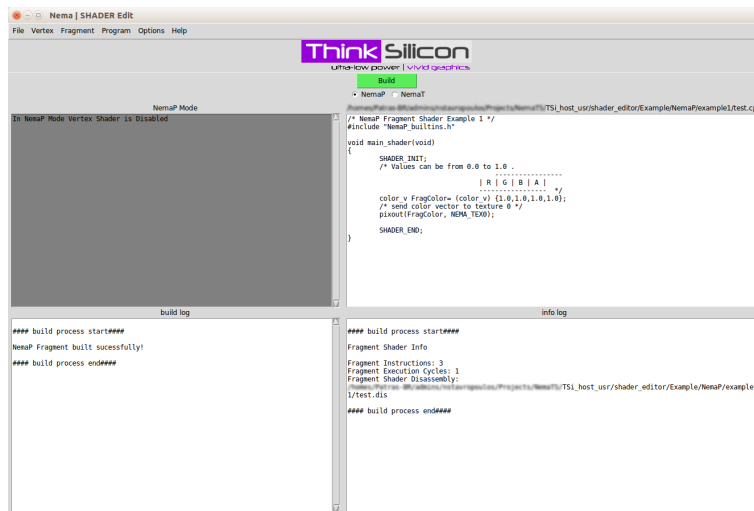 Nema | SHADER Edit
File Vertex Fragment Program Options Help
Think Silicon
ultra-low power | vivid graphics
Build
NemaP NemaT
NemaP Mode
TSi_host_usr/shader_editor/Example/NemaP/example1/test.c
In NemaP Mode Vertex Shader is Disabled
/* NemaP Fragment Shader Example 1 */
#include "NemaP_builtins.h"
void main_shader(void)
{
SHADER_INIT;
/* Values can be from 0.0 to 1.0 .
----------------
| R | G | B | A |
---------------- */
color_v FragColor= (color_v) {1.0,1.0,1.0,1.0};
/* send color vector to texture 0 */
pixout(FragColor, NEMA_TEX0);
SHADER_END;
}
build log
#### build process start####
NemaP Fragment built sucessfully!
#### build process end####
info log
#### build process start####
Fragment Shader Info
Fragment Instructions: 3
Fragment Execution Cycles: 1
Fragment Shader Disassembly:
TSi_host_usr/shader_editor/Example/NemaP/example
1/test.dis
#### build process end####